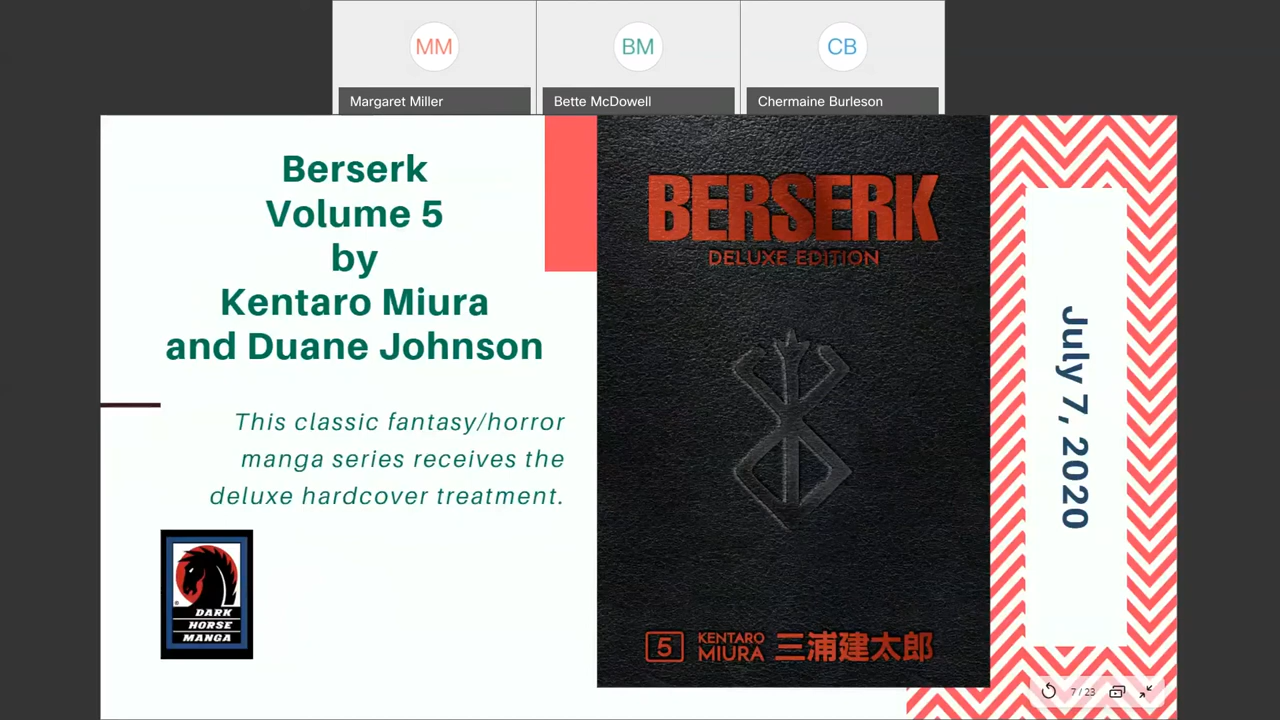 MM
BM
CB
Margaret Miller
Bette McDowell
Chermaine Burleson
Berserk
Volume 5
by
Kentaro Miura
and Duane Johnson
This classic fantasy/horror
manga series receives the
deluxe hardcover treatment.
DARK
HORSE
MANGA
BERSERK
DELUXE EDITION
5
KENTARO
MIURA
三浦建太郎
July 7, 2020
7 / 23